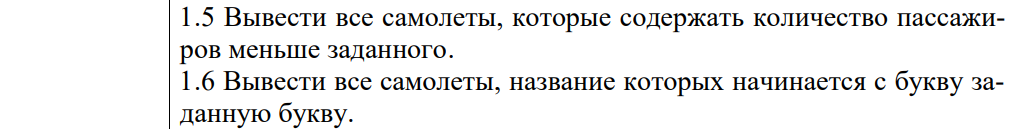 1.5 Вывести все самолеты, которые содержать количество пассажи-
ров меньше заданного.
1.6 Вывести все самолеты, название которых начинается с букву за-
данную букву.